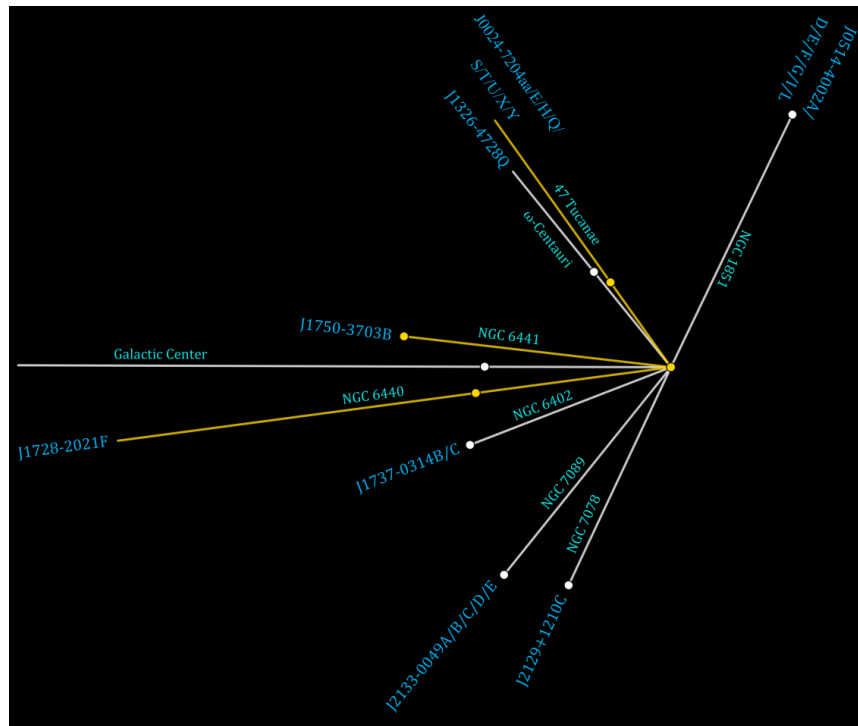 J0024-7204aa/E/H/Q/
S/T/U/X/Y
J1326-4728Q
47 Tucanae
ω-Centauri
J0514-4002A/
D/E/F/G/I/L
NGC 1851
J1750-3703B
NGC 6441
Galactic Center
NGC 6440
J1728-2021F
NGC 6402
J1737-0314B/C
NGC 7089
NGC 7078
J2133-0049A/B/C/D/E
J2129+1210C